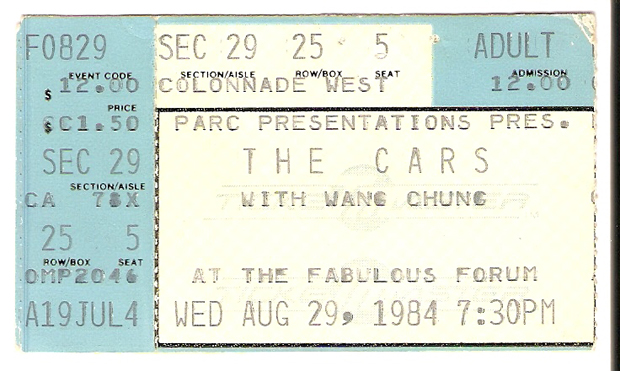 F0829 SEC 29 25 5 ADULT
EVENT CODE SECTION/AISLE ROW/BOX SEAT ADMISSION
$ 12.00 COLONNADE WEST 12.00
PRICE
$C1.50 PARC PRESENTATIONS PRES.
SEC 29 THE CARS
SECTION/AISLE
CA WITH WANG CHUNG
25 5
ROW/BOX SEAT
OMP2046 AT THE FABULOUS FORUM
A19JUL4 WED AUG 29, 1984 7:30PM